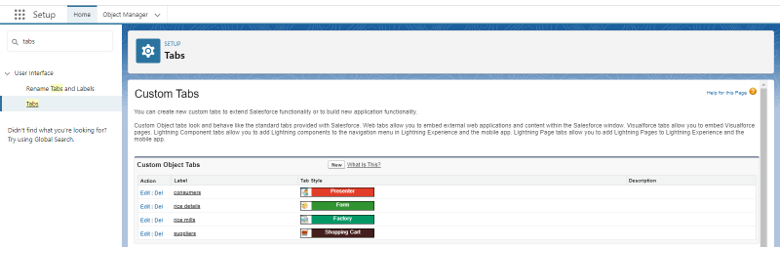 Setup
Home
Object Manager
tabs
SETUP
Tabs
User Interface
Rename Tabs and Labels
Tabs
Didn't find what you're looking for?
Try using Global Search.
Custom Tabs
Help for this Page
You can create new custom tabs to extend Salesforce functionality or to build new application functionality.
Custom Object tabs look and behave like the standard tabs provided with Salesforce. Web tabs allow you to embed external web applications and content within the Salesforce window. Visualforce tabs allow you to embed Visualforce
pages. Lightning Component tabs allow you to add Lightning components to the navigation menu in Lightning Experience and the mobile app. Lightning Page tabs allow you to add Lightning Pages to Lightning Experience and the
mobile app.
Custom Object Tabs New What Is This?
Action Label Tab Style Description
Edit | Del consumers Presenter
Edit | Del rice details Farm
Edit | Del rice mills Factory
Edit | Del suppliers Shopping Cart